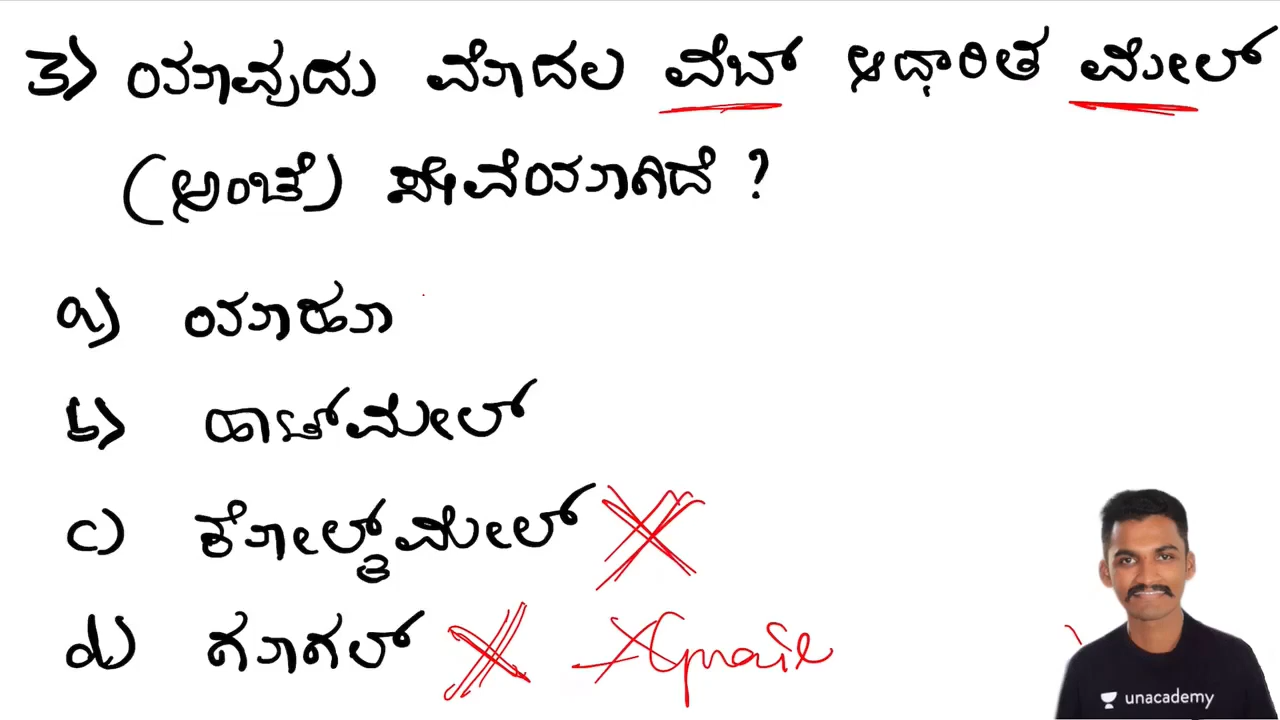 3) ಯಾವುದು ಮೊದಲ ವೆಬ್ ಆಧಾರಿತ ಮೇಲ್
(ಅಂಚೆ) ಸೇವೆಯಾಗಿದೆ ?
a) ಯಾಹೂ
b) ಹಾಟ್‌ಮೇಲ್
c) ಕೋಲ್ಡ್‌ಮೇಲ್
d) ಗೂಗಲ್ Gmail
unacademy